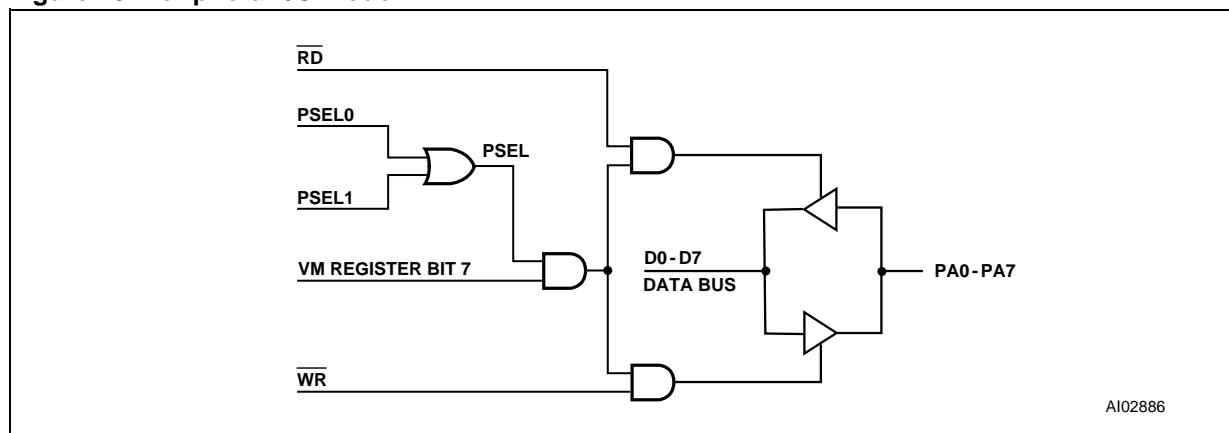 RD
PSEL0
PSEL
PSEL1
VM REGISTER BIT 7
D0-D7
DATA BUS
PA0-PA7
WR
AI02886